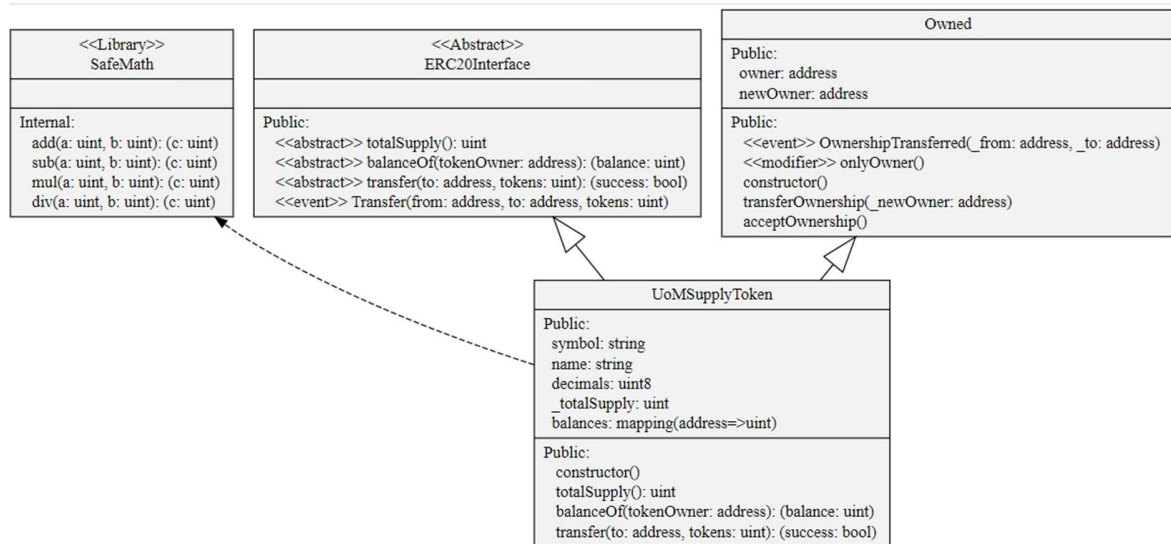 <<Library>>
SafeMath
Internal:
add(a: uint, b: uint): (c: uint)
sub(a: uint, b: uint): (c: uint)
mul(a: uint, b: uint): (c: uint)
div(a: uint, b: uint): (c: uint)
<<Abstract>>
ERC20Interface
Public:
<<abstract>> totalSupply(): uint
<<abstract>> balanceOf(tokenOwner: address): (balance: uint)
<<abstract>> transfer(to: address, tokens: uint): (success: bool)
<<event>> Transfer(from: address, to: address, tokens: uint)
Owned
Public:
owner: address
newOwner: address
Public:
<<event>> OwnershipTransferred(_from: address, _to: address)
<<modifier>> onlyOwner()
constructor()
transferOwnership(_newOwner: address)
acceptOwnership()
UoMSupplyToken
Public:
symbol: string
name: string
decimals: uint8
_totalSupply: uint
balances: mapping(address=>uint)
Public:
constructor()
totalSupply(): uint
balanceOf(tokenOwner: address): (balance: uint)
transfer(to: address, tokens: uint): (success: bool)